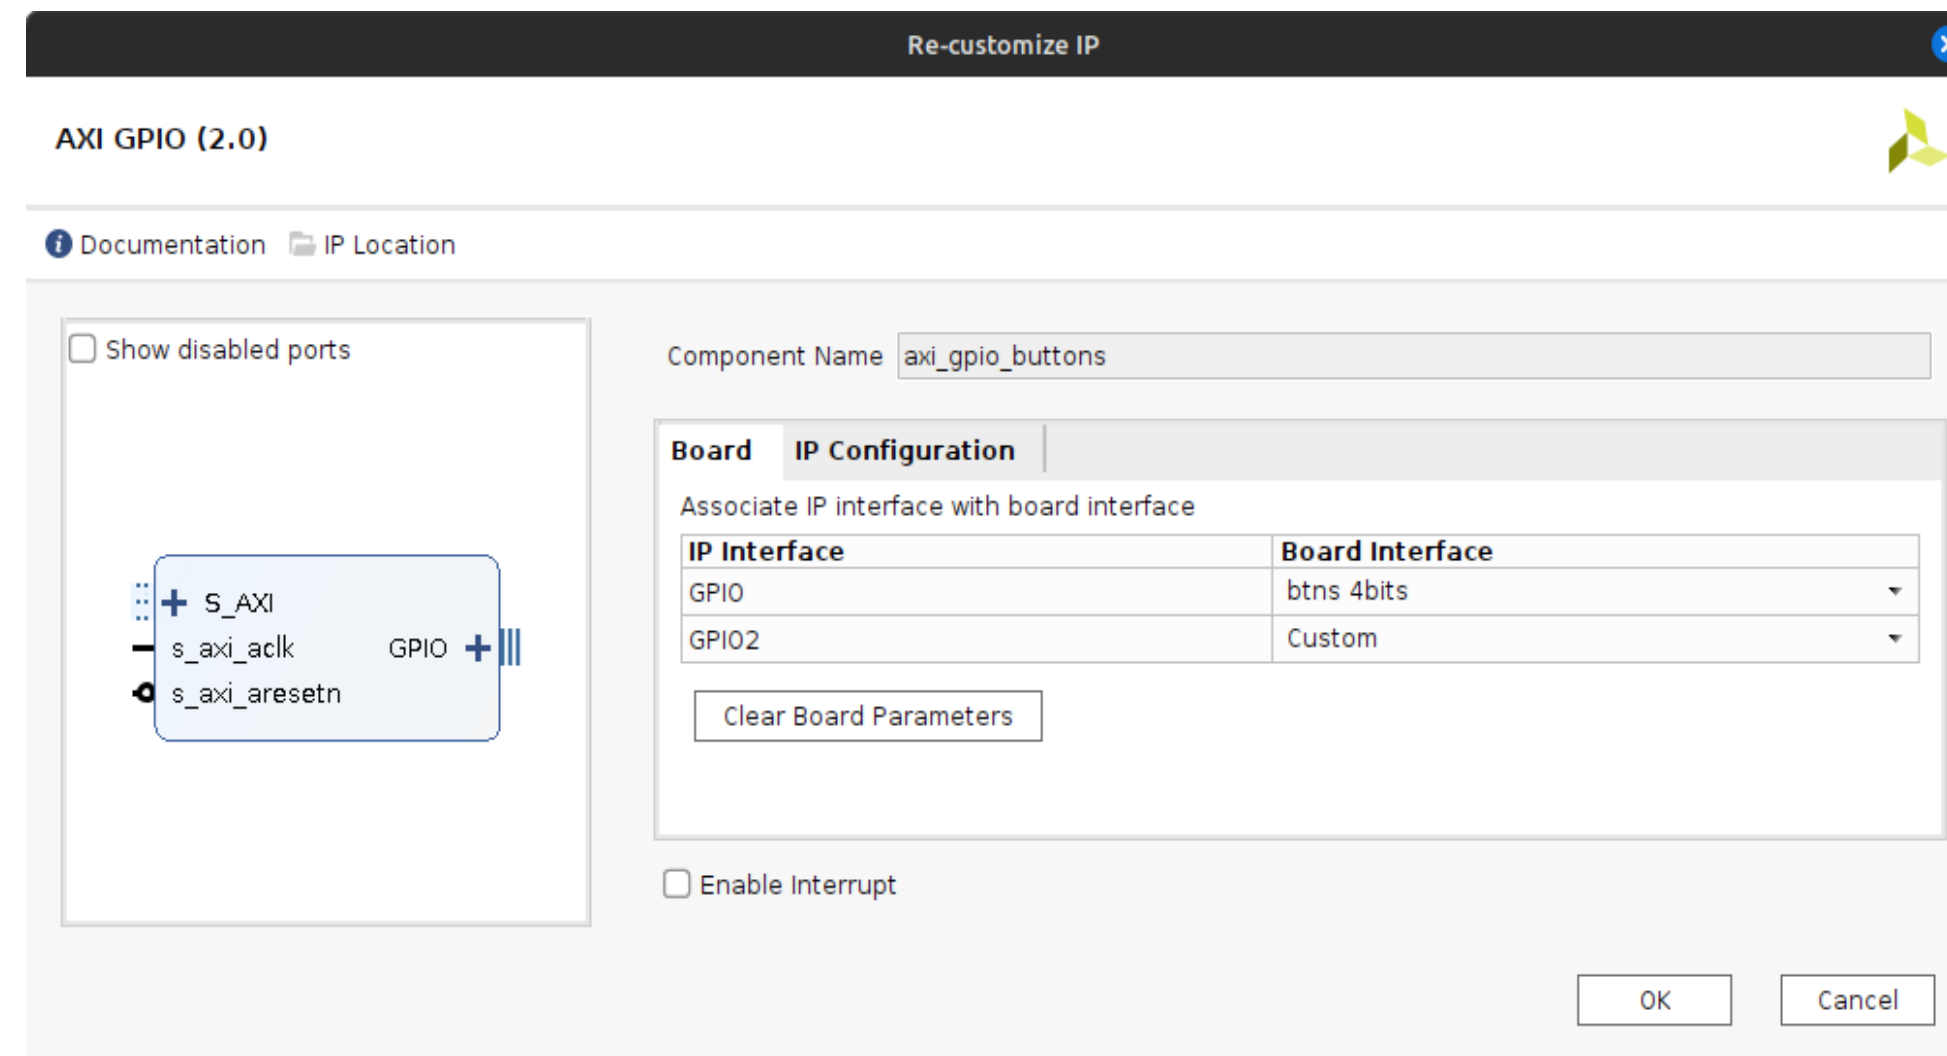 Re-customize IP
AXI GPIO (2.0)
Documentation IP Location
Show disabled ports
S_AXI
s_axi_aclk GPIO
s_axi_aresetn
Component Name axi_gpio_buttons
Board IP Configuration
Associate IP interface with board interface
IP Interface Board Interface
GPIO btns 4bits
GPIO2 Custom
Clear Board Parameters
Enable Interrupt
OK Cancel